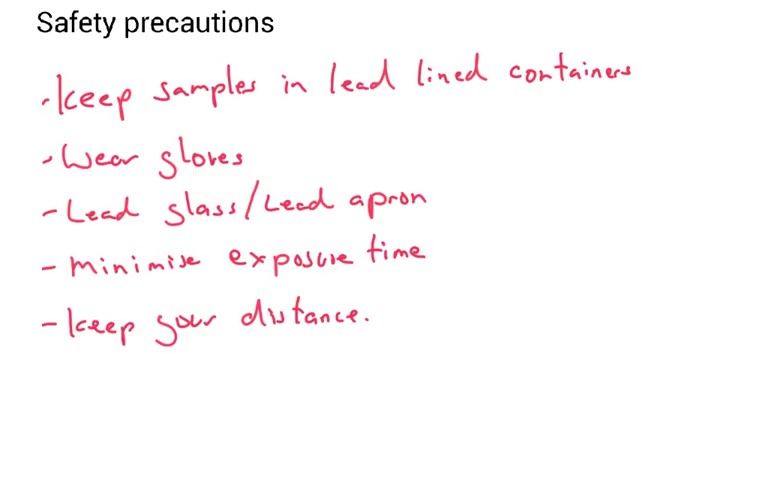 Safety precautions
- Keep samples in lead lined containers
- Wear gloves
- Lead glass/Lead apron
- Minimise exposure time
- Keep your distance.